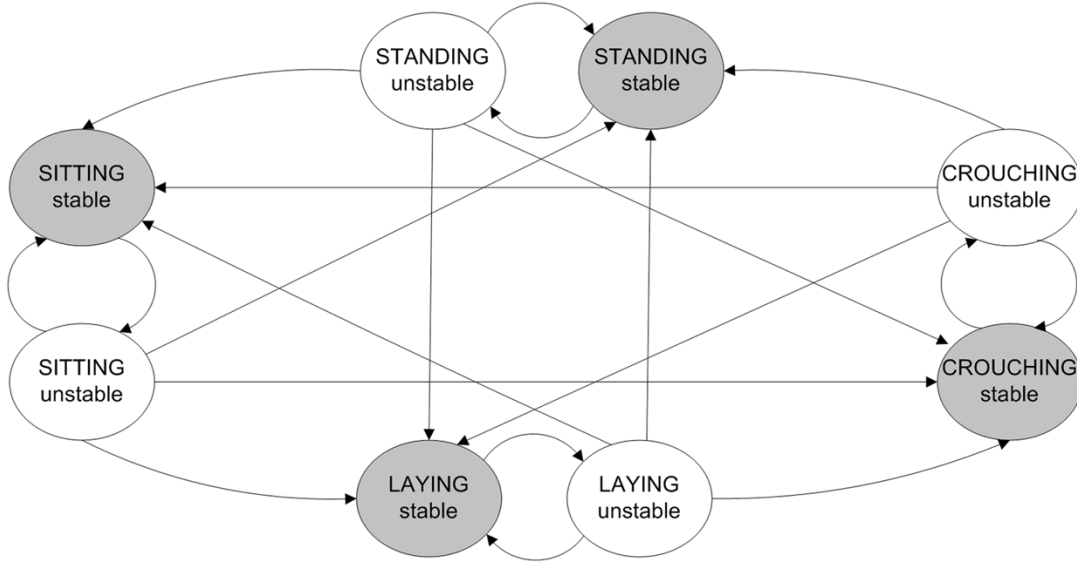 STANDING
unstable
STANDING
stable
SITTING
stable
CROUCHING
unstable
SITTING
unstable
CROUCHING
stable
LAYING
stable
LAYING
unstable